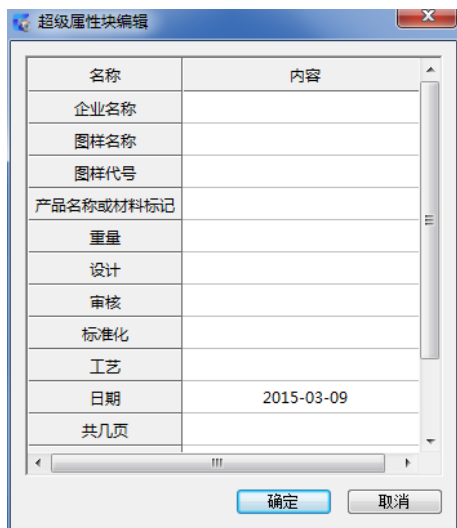 超级属性块编辑
名称 内容
企业名称
图样名称
图样代号
产品名称或材料标记
重量
设计
审核
标准化
工艺
日期 2015-03-09
共几页
确定 取消